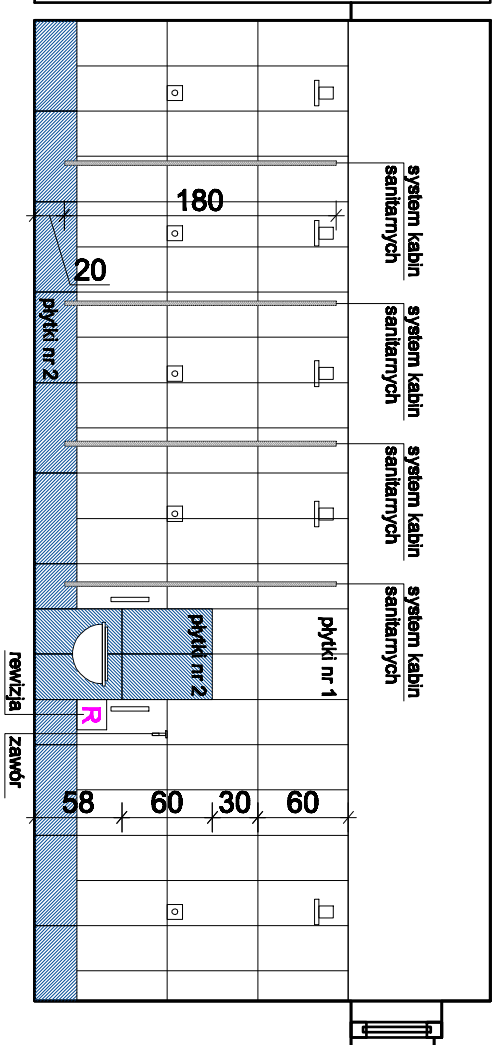 system kabin
sanitarnych
system kabin
sanitarnych
system kabin
sanitarnych
system kabin
sanitarnych
180
20
płytki nr 2
płytki nr 1
płytki nr 2
R
rewizja
zawór
58
60
30
60